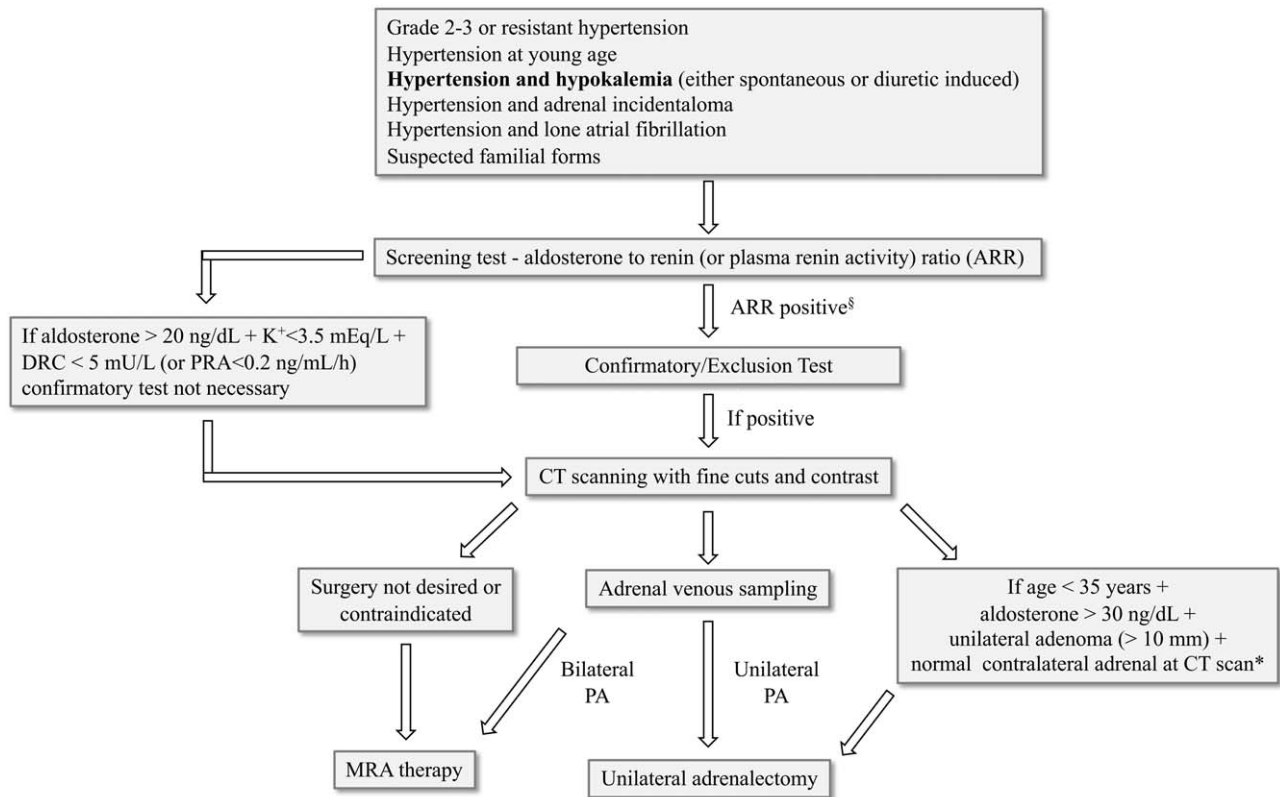 Grade 2-3 or resistant hypertension
Hypertension at young age
Hypertension and hypokalemia (either spontaneous or diuretic induced)
Hypertension and adrenal incidentaloma
Hypertension and lone atrial fibrillation
Suspected familial forms
Screening test - aldosterone to renin (or plasma renin activity) ratio (ARR)
ARR positive§
If aldosterone > 20 ng/dL + K⁺<3.5 mEq/L +
DRC < 5 mU/L (or PRA<0.2 ng/mL/h)
confirmatory test not necessary
Confirmatory/Exclusion Test
If positive
CT scanning with fine cuts and contrast
Surgery not desired or
contraindicated
Adrenal venous sampling
If age < 35 years +
aldosterone > 30 ng/dL +
unilateral adenoma (> 10 mm) +
normal contralateral adrenal at CT scan*
Bilateral
PA
Unilateral
PA
MRA therapy
Unilateral adrenalectomy